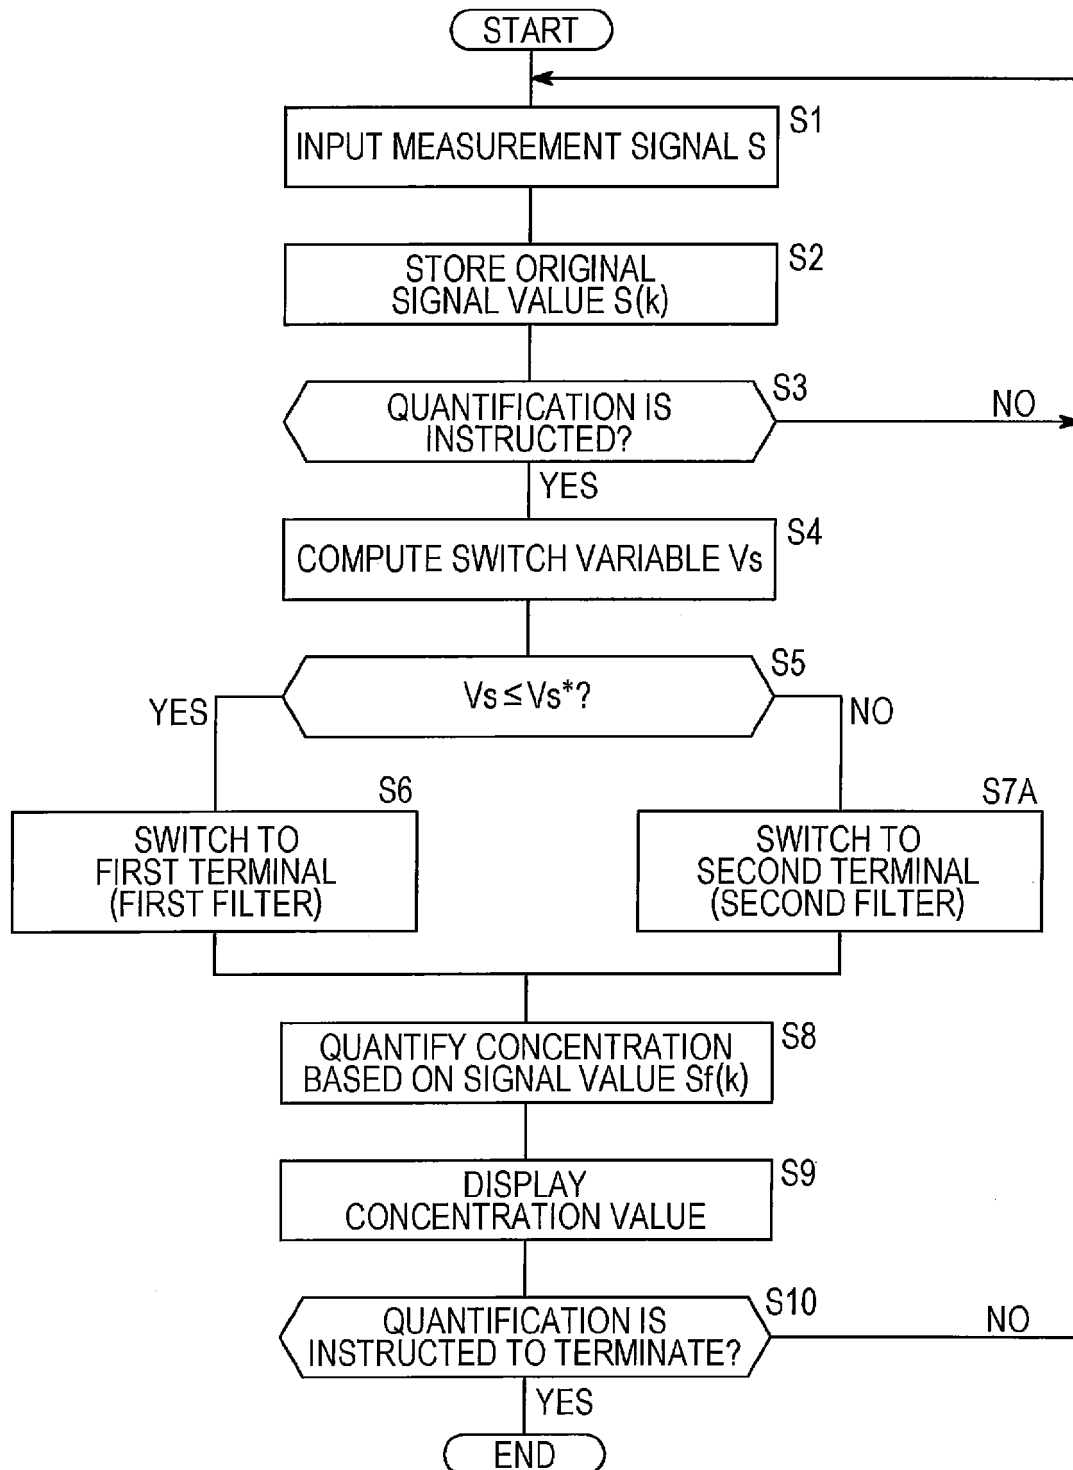 START
S1
INPUT MEASUREMENT SIGNAL S
S2
STORE ORIGINAL
SIGNAL VALUE S(k)
S3
QUANTIFICATION IS
INSTRUCTED?
NO
YES
S4
COMPUTE SWITCH VARIABLE Vs
S5
Vs ≤ Vs*?
YES
NO
S6
SWITCH TO
FIRST TERMINAL
(FIRST FILTER)
S7A
SWITCH TO
SECOND TERMINAL
(SECOND FILTER)
S8
QUANTIFY CONCENTRATION
BASED ON SIGNAL VALUE Sf(k)
S9
DISPLAY
CONCENTRATION VALUE
S10
QUANTIFICATION IS
INSTRUCTED TO TERMINATE?
NO
YES
END